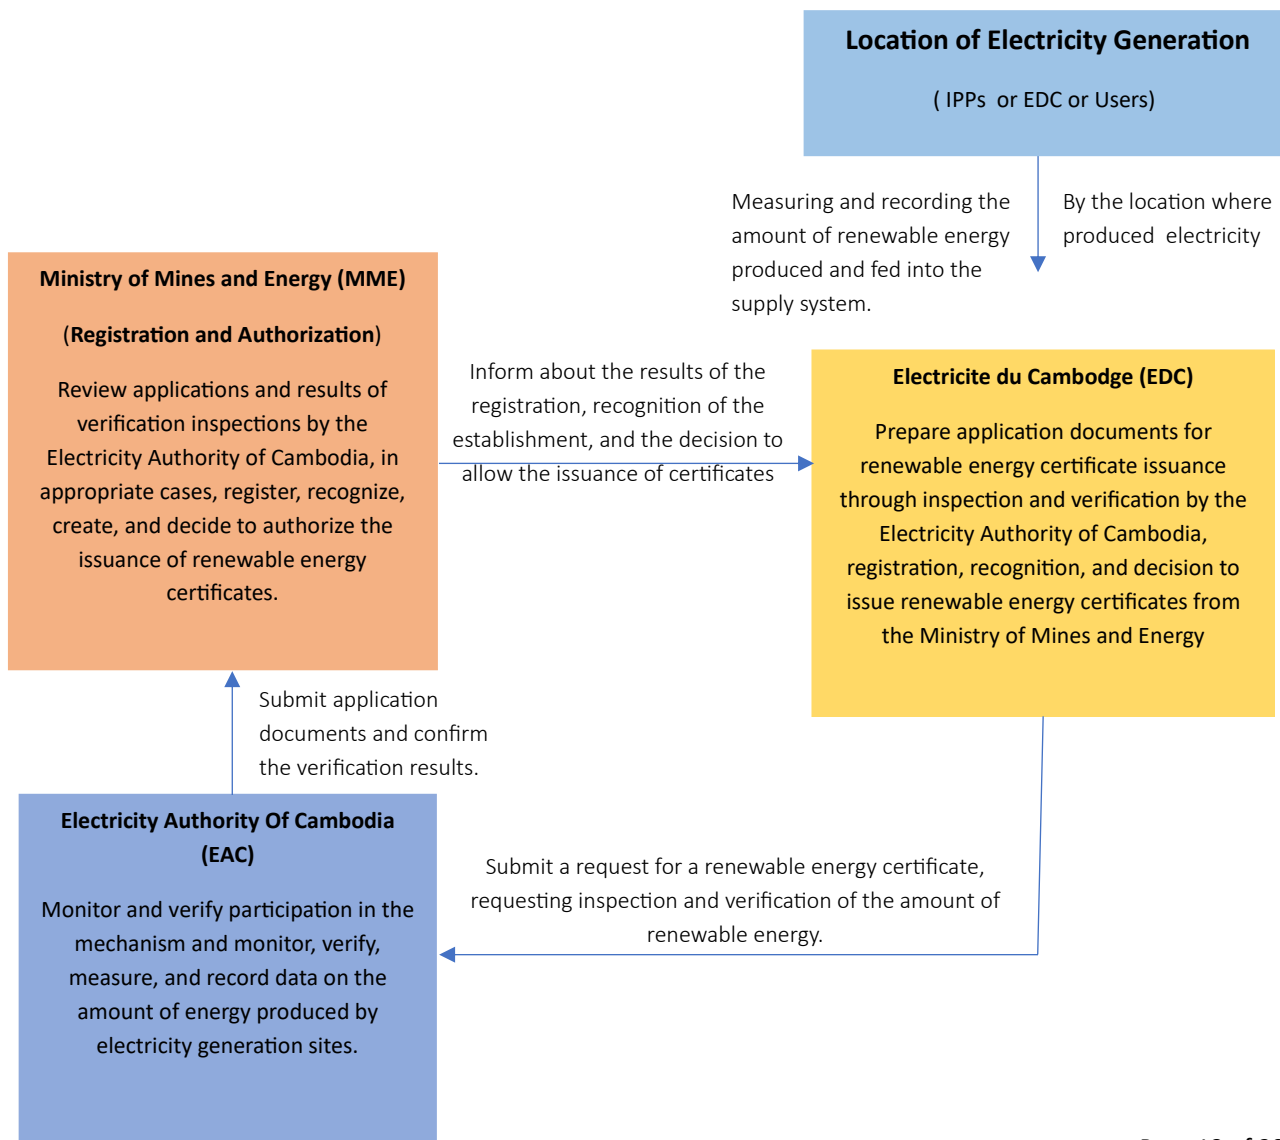 Location of Electricity Generation
( IPPs or EDC or Users)
Measuring and recording the
amount of renewable energy
produced and fed into the
supply system.
By the location where
produced electricity
Ministry of Mines and Energy (MME)
(Registration and Authorization)
Review applications and results of
verification inspections by the
Electricity Authority of Cambodia, in
appropriate cases, register, recognize,
create, and decide to authorize the
issuance of renewable energy
certificates.
Inform about the results of the
registration, recognition of the
establishment, and the decision to
allow the issuance of certificates
Electricite du Cambodge (EDC)
Prepare application documents for
renewable energy certificate issuance
through inspection and verification by the
Electricity Authority of Cambodia,
registration, recognition, and decision to
issue renewable energy certificates from
the Ministry of Mines and Energy
Submit application
documents and confirm
the verification results.
Electricity Authority Of Cambodia
(EAC)
Monitor and verify participation in the
mechanism and monitor, verify,
measure, and record data on the
amount of energy produced by
electricity generation sites.
Submit a request for a renewable energy certificate,
requesting inspection and verification of the amount of
renewable energy.